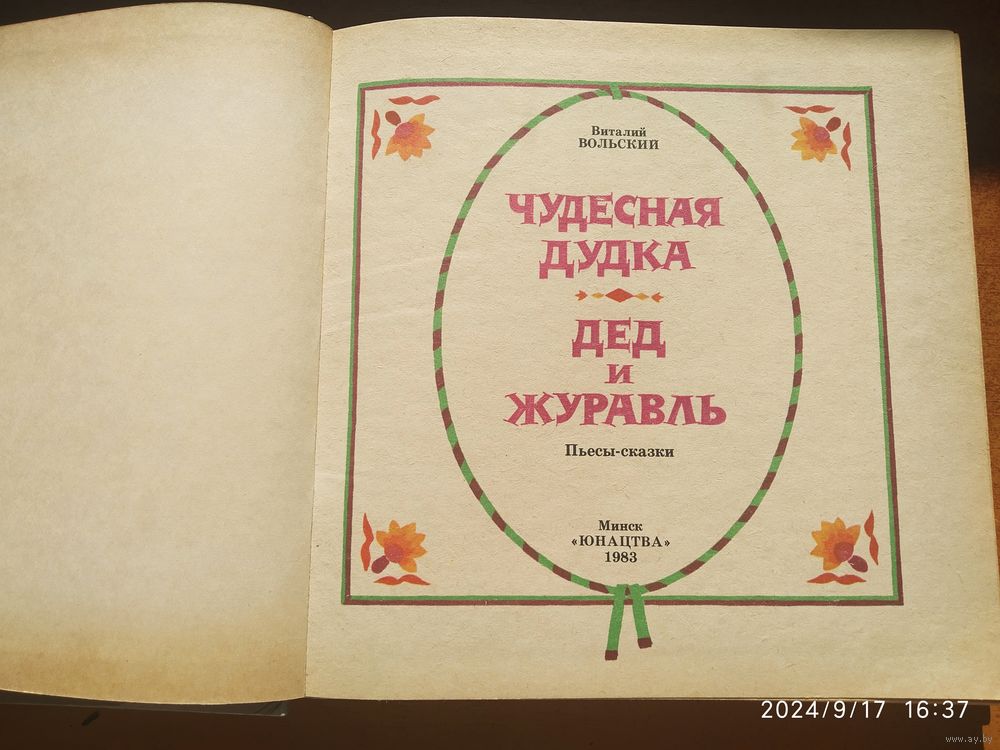 Виталий
ВОЛЬСКИЙ
ЧУДЕСНАЯ
ДУДКА
ДЕД
И
ЖУРАВЛЬ
Пьесы-сказки
Минск
«ЮНАЦТВА»
1983
2024/9/17 16:37
www.ay.by